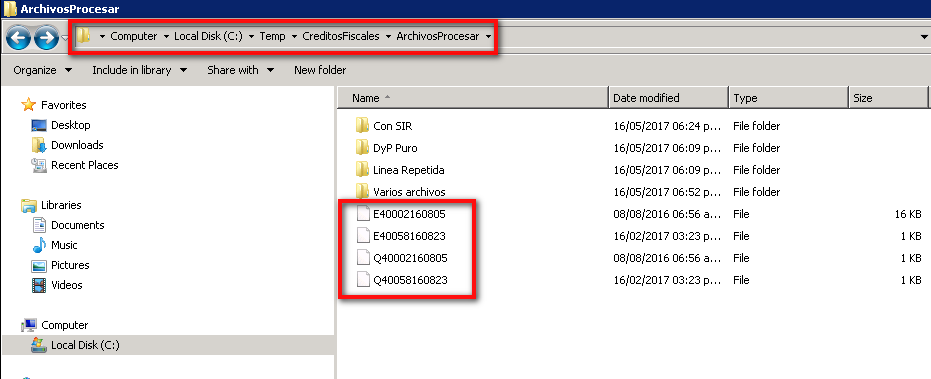 ArchivosProcesar
Computer Local Disk (C:) Temp CreditosFiscales ArchivosProcesar
Organize Include in library Share with New folder
Favorites
Desktop
Downloads
Recent Places
Libraries
Documents
Music
Pictures
Videos
Computer
Local Disk (C:)
Name Date modified Type Size
Con SIR 16/05/2017 06:24 p... File folder
DyP Puro 16/05/2017 06:09 p... File folder
Linea Repetida 16/05/2017 06:09 p... File folder
Varios archivos 16/05/2017 06:52 p... File folder
E40002160805 08/08/2016 06:56 a... File 16 KB
E40058160823 16/02/2017 03:23 p... File 1 KB
Q40002160805 08/08/2016 06:56 a... File 1 KB
Q40058160823 16/02/2017 03:23 p... File 1 KB